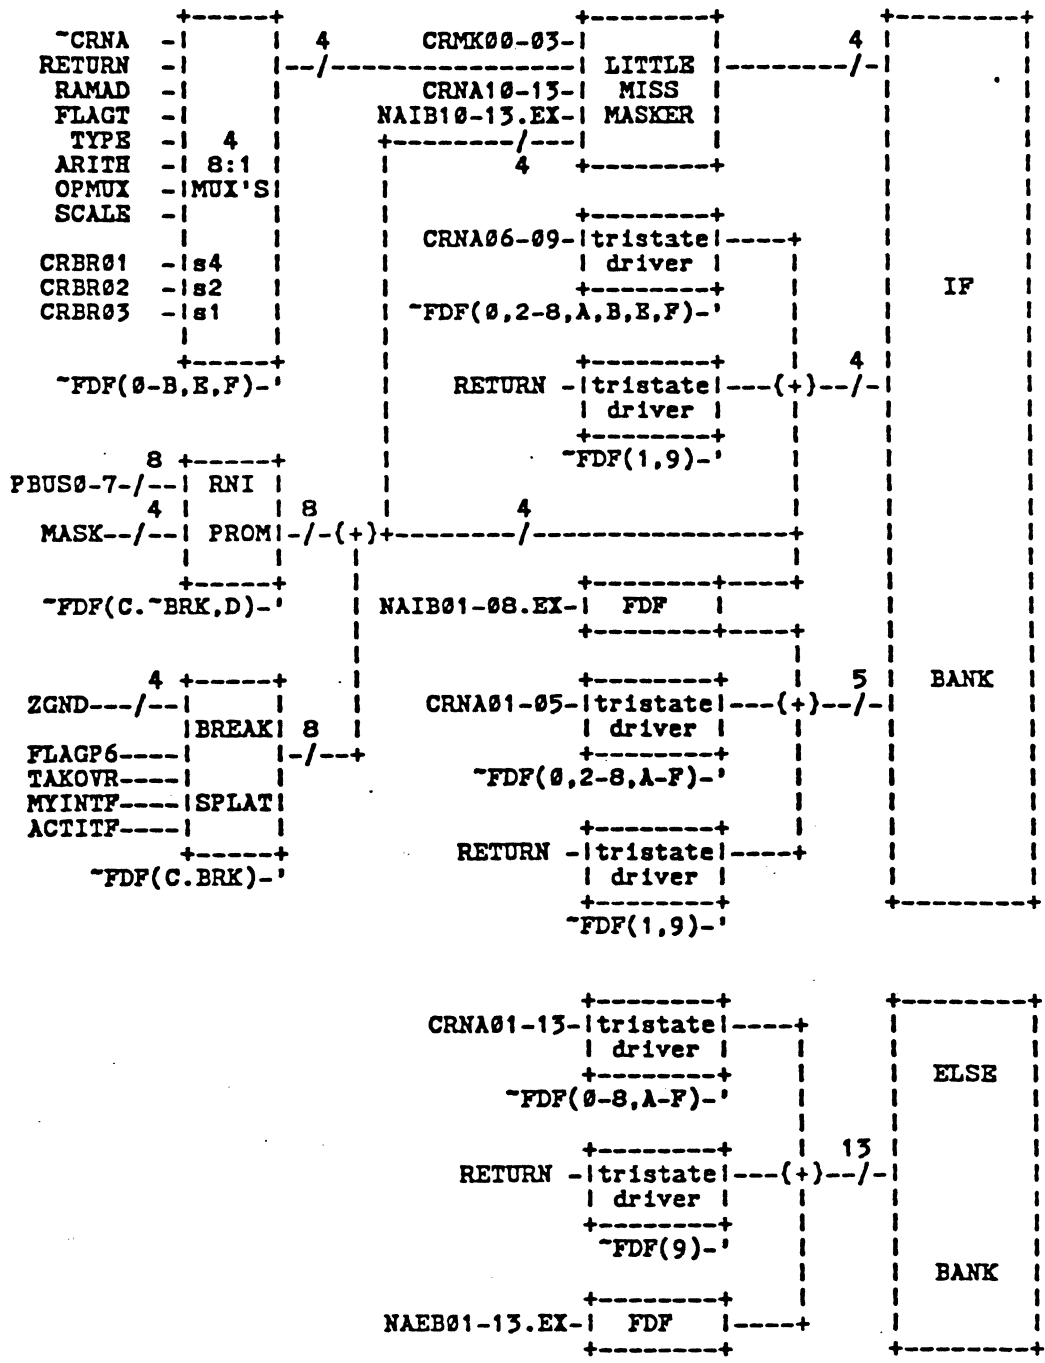 +-----+                             +--------+            +--------+
   ~CRNA   -|     |   4         CRMK00-03-|        |      4     |        |
   RETURN  -|     |--/----------------| LITTLE |--------/-|        |
   RAMAD   -|     |             CRNA10-13-|  MISS  |
   FLAGT   -|     |          NAIB10-13.EX-| MASKER |
   TYPE    -|  4  |          +--------/---|        |
   ARITH   -| 8:1 |                   4   +--------+
   OPMUX   -|MUX'S|
   SCALE   -|     |                       +--------+
                             CRNA06-09-|tristate|----+
   CRBR01  -|s4                           | driver |
   CRBR02  -|s2                           +--------+                      IF
   CRBR03  -|s1              ~FDF(0,2-8,A,B,E,F)-'
              +-----+                     +--------+            4
   ~FDF(0-B,E,F)-'              RETURN -|tristate|---{+}--/-|
                                          | driver |
                                          +--------+
            8 +-----+                     ~FDF(1,9)-'
PBUS0-7-/--| RNI |
            4 |     | 8                   4
   MASK--/--| PROM|-/-{+}+--------/----------------+
              +-----+                     +--------+----+
   ~FDF(C.~BRK,D)-'          NAIB01-08.EX-|  FDF   |
                                          +--------+----+
            4 +-----+                     +--------+            5    BANK
   ZGND---/--|     |         CRNA01-05-|tristate|---{+}--/-|
              |BREAK| 8                   | driver |
   FLAGP6----|     |-/--+                 +--------+
   TAKOVR----|     |         ~FDF(0,2-8,A-F)-'
   MYINTF----|SPLAT|
   ACTITF----|     |                      +--------+
              +-----+           RETURN -|tristate|----+
   ~FDF(C.BRK)-'                          | driver |
                                          +--------+            +--------+
                                          ~FDF(1,9)-'
                                          +--------+            +--------+
                             CRNA01-13-|tristate|----+
                                          | driver |
                                          +--------+                  ELSE
                                     ~FDF(0-8,A-F)-'
                                          +--------+            13
                                RETURN -|tristate|---{+}--/-|
                                          | driver |
                                          +--------+
                                          ~FDF(9)-'
                                          +--------+                  BANK
                             NAEB01-13.EX-|  FDF   |----+
                                          +--------+            +--------+